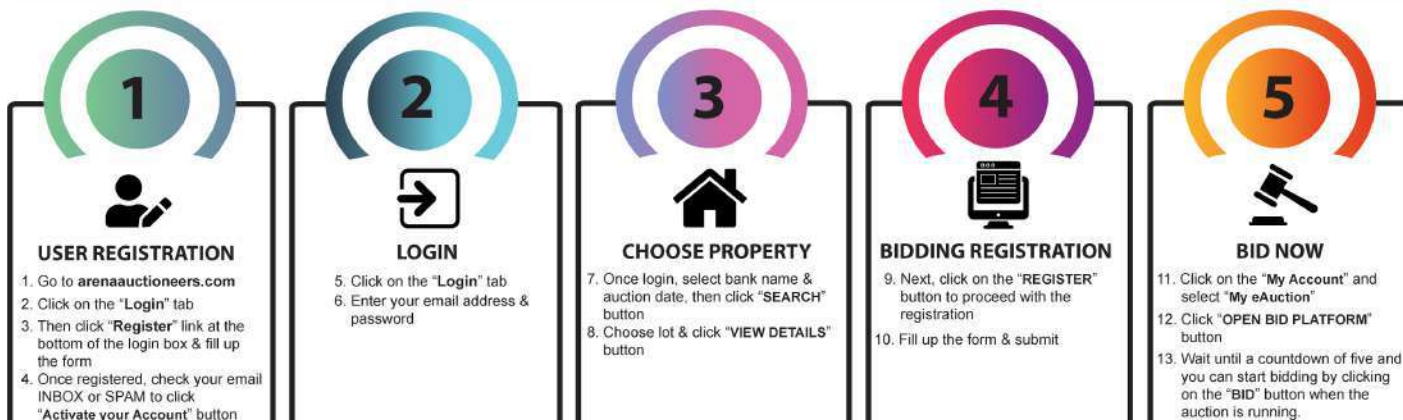 1
USER REGISTRATION
1. Go to arenaauctioneers.com
2. Click on the “Login” tab
3. Then click “Register” link at the
bottom of the login box & fill up
the form
4. Once registered, check your email
INBOX or SPAM to click
“Activate your Account” button
2
LOGIN
5. Click on the “Login” tab
6. Enter your email address &
password
3
CHOOSE PROPERTY
7. Once login, select bank name &
auction date, then click “SEARCH”
button
8. Choose lot & click “VIEW DETAILS”
button
4
BIDDING REGISTRATION
9. Next, click on the “REGISTER”
button to proceed with the
registration
10. Fill up the form & submit
5
BID NOW
11. Click on the “My Account” and
select “My eAuction”
12. Click “OPEN BID PLATFORM”
button
13. Wait until a countdown of five and
you can start bidding by clicking
on the “BID” button when the
auction is running.